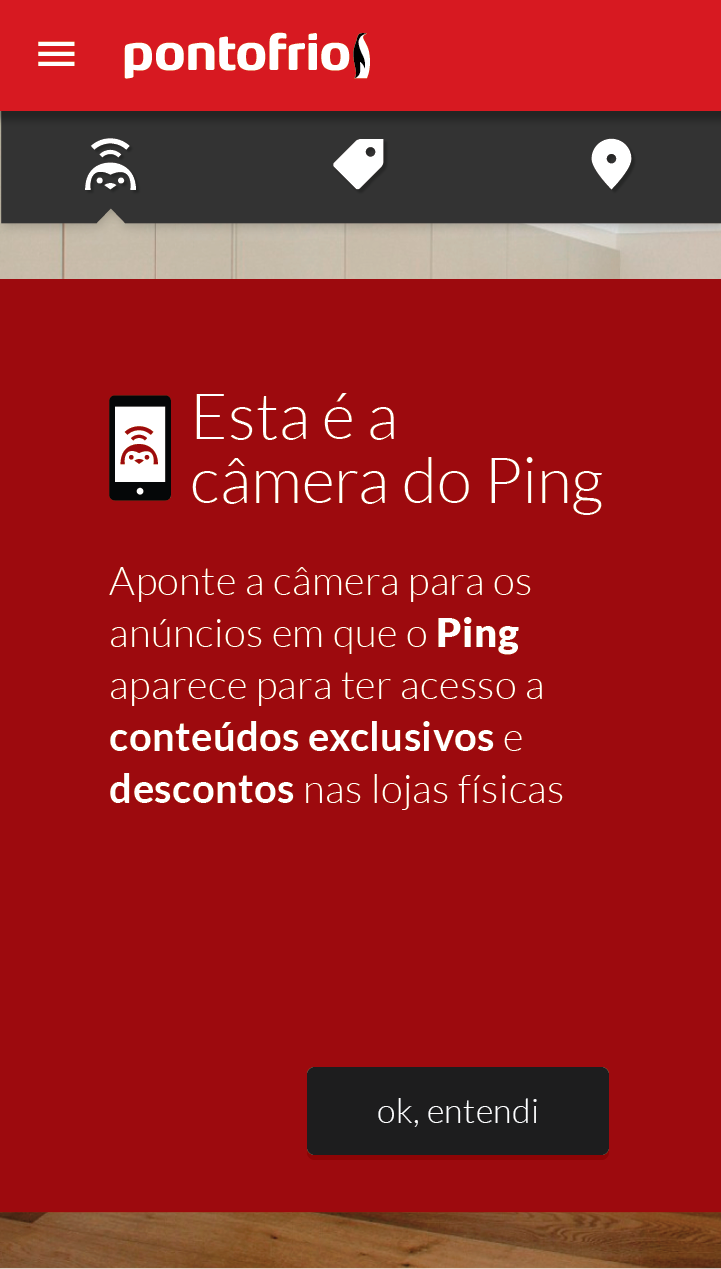 pontofrio
Esta é a
câmera do Ping
Aponte a câmera para os
anúncios em que o Ping
aparece para ter acesso a
conteúdos exclusivos e
descontos nas lojas físicas
ok, entendi